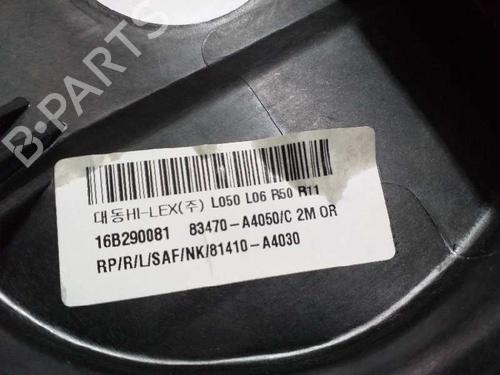 B-PARTS
대동HI-LEX(주) L050 L06 R50 R11
16B290081 83470-A4050/C 2M OR
RP/R/L/SAF/NK/81410-A4030